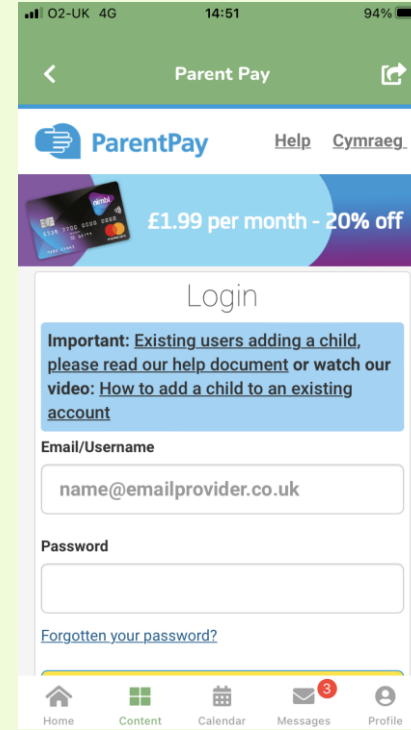 O2-UK 4G 14:51 94%
Parent Pay
ParentPay Help Cymraeg
nimbl
£1.99 per month - 20% off
Login
Important: Existing users adding a child,
please read our help document or watch our
video: How to add a child to an existing
account
Email/Username
name@emailprovider.co.uk
Password
Forgotten your password?
3
Home Content Calendar Messages Profile